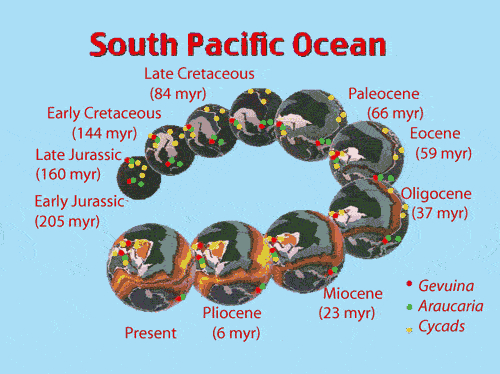 South Pacific Ocean
Late Cretaceous
(84 myr)
Early Cretaceous
(144 myr)
Late Jurassic
(160 myr)
Early Jurassic
(205 myr)
Paleocene
(66 myr)
Eocene
(59 myr)
Oligocene
(37 myr)
Miocene
(23 myr)
Pliocene
(6 myr)
Present
Gevuina
Araucaria
Cycads